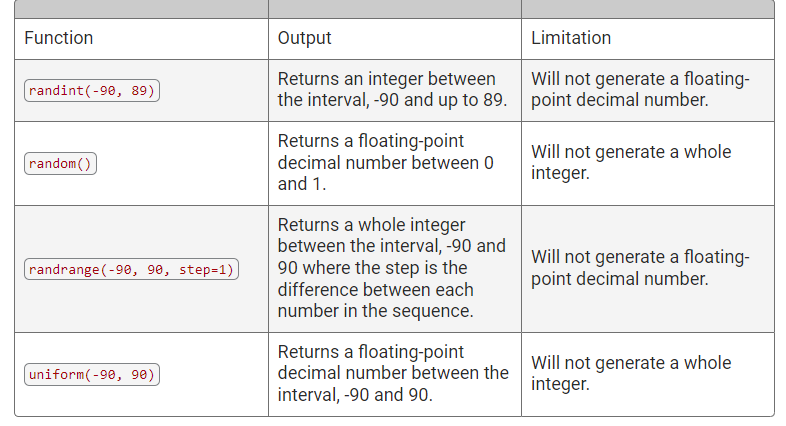 Function
Output
Limitation
randint(-90, 89)
Returns an integer between
the interval, -90 and up to 89.
Will not generate a floating-
point decimal number.
random()
Returns a floating-point
decimal number between 0
and 1.
Will not generate a whole
integer.
randrange(-90, 90, step=1)
Returns a whole integer
between the interval, -90 and
90 where the step is the
difference between each
number in the sequence.
Will not generate a floating-
point decimal number.
uniform(-90, 90)
Returns a floating-point
decimal number between the
interval, -90 and 90.
Will not generate a whole
integer.